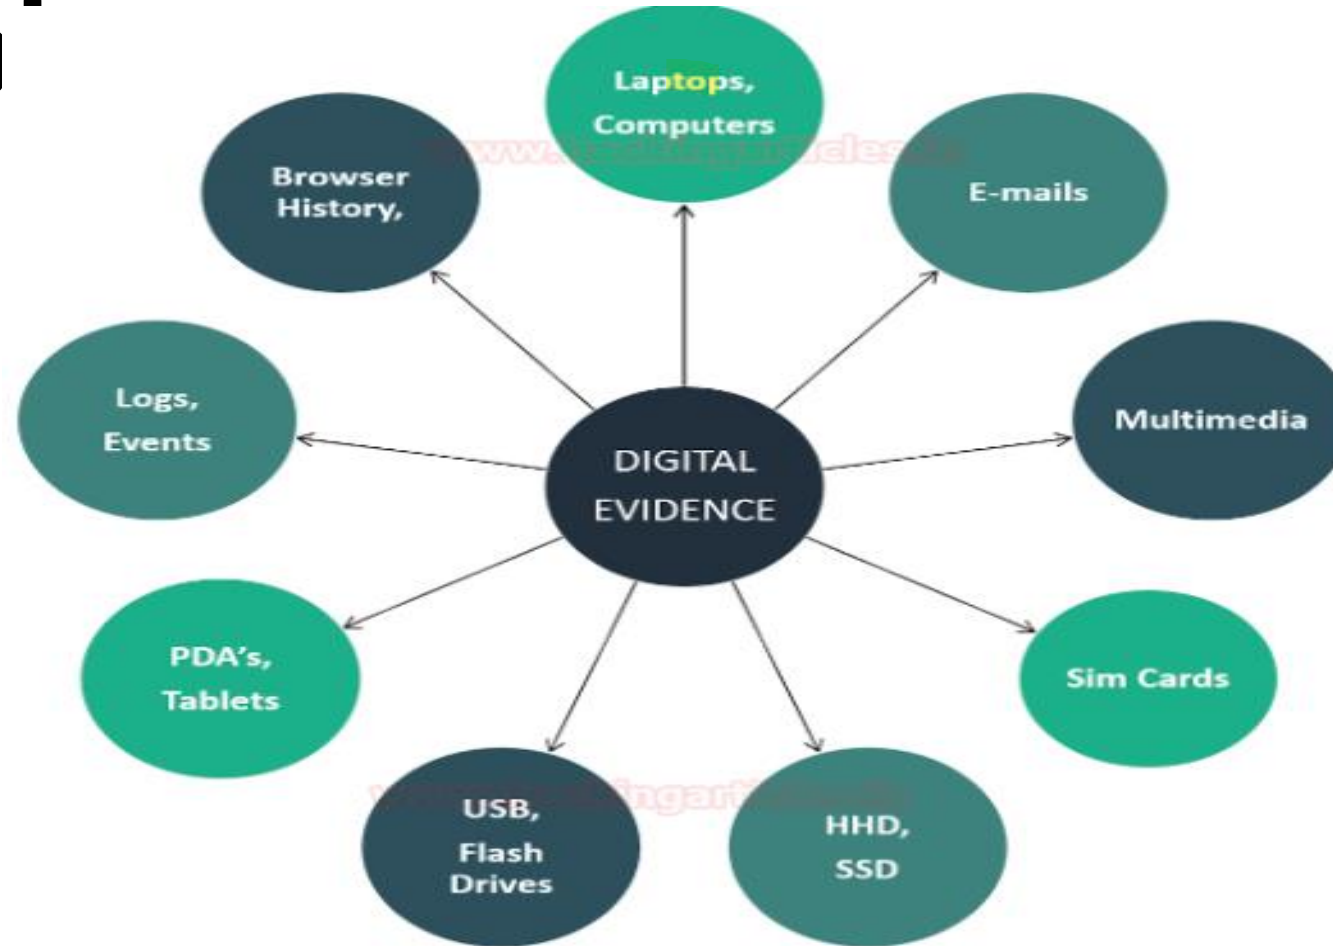 Laptops,
Computers
E-mails
Multimedia
Sim Cards
HHD,
SSD
USB,
Flash
Drives
PDA’s,
Tablets
Logs,
Events
Browser
History,
DIGITAL
EVIDENCE